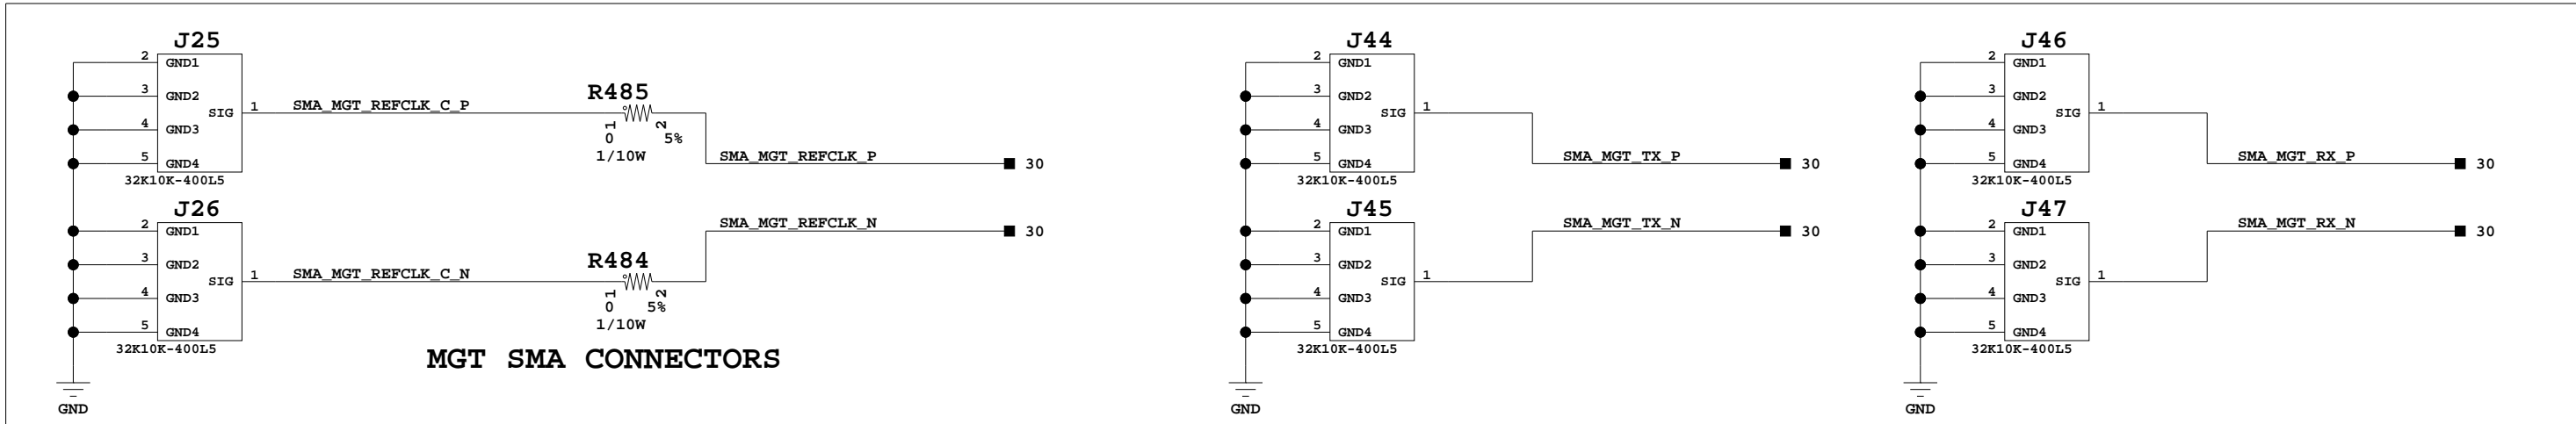 J25
2 GND1
3 GND2
SIG 1
4 GND3
5 GND4
32K10K-400L5
SMA_MGT_REFCLK_C_P
R485
1 2
0 5%
1/10W
SMA_MGT_REFCLK_P
30
J26
2 GND1
3 GND2
SIG 1
4 GND3
5 GND4
32K10K-400L5
SMA_MGT_REFCLK_C_N
R484
1 2
0 5%
1/10W
SMA_MGT_REFCLK_N
30
MGT SMA CONNECTORS
GND
J44
2 GND1
3 GND2
SIG 1
4 GND3
5 GND4
32K10K-400L5
SMA_MGT_TX_P
30
J45
2 GND1
3 GND2
SIG 1
4 GND3
5 GND4
32K10K-400L5
SMA_MGT_TX_N
30
GND
J46
2 GND1
3 GND2
SIG 1
4 GND3
5 GND4
32K10K-400L5
SMA_MGT_RX_P
30
J47
2 GND1
3 GND2
SIG 1
4 GND3
5 GND4
32K10K-400L5
SMA_MGT_RX_N
30
GND